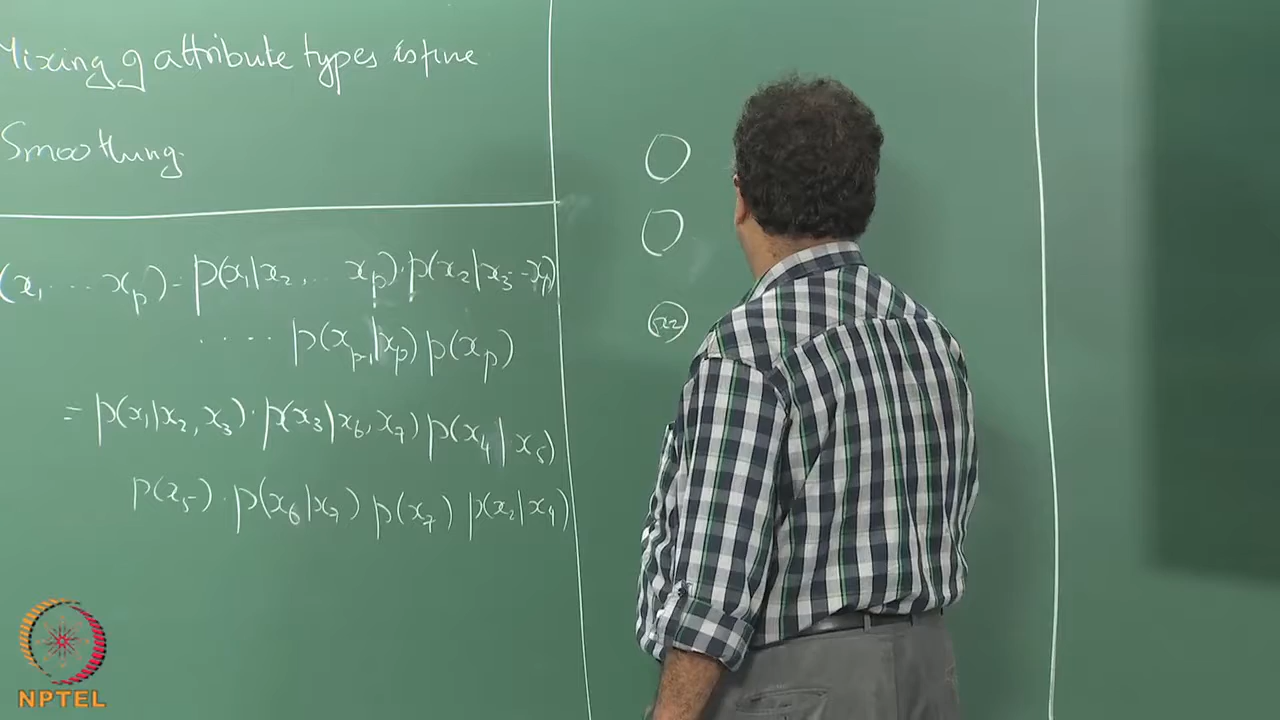 Mixing of attribute types is fine
Smoothing.
(x₁ ... xₚ) = p(x₁|x₂, ... xₚ) · p(x₂|x₃ -- xₚ)
..... p(xₚ₋₁|xₚ) p(xₚ)
= p(x₁|x₂, x₃) · p(x₃|x₆, x₇) p(x₄|x₅)
p(x₅) · p(x₆|x₇) p(x₇) p(x₂|x₄)
NPTEL